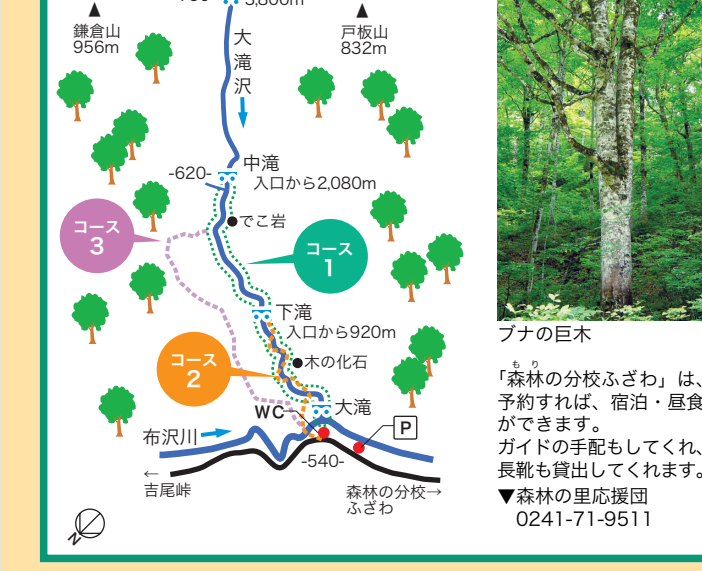 3,800m
鎌倉山
956m
戸板山
832m
大滝沢
-620-
中滝
入口から2,080m
でこ岩
コース
3
コース
1
下滝
入口から920m
コース
2
木の化石
WC
大滝
P
布沢川
-540-
←
吉尾峠
森林の分校→
ふざわ
N
ブナの巨木
もり
「森林の分校ふざわ」は、
予約すれば、宿泊・昼食
ができます。
ガイドの手配もしてくれ、
長靴も貸出してくれます。
▼森林の里応援団
0241-71-9511